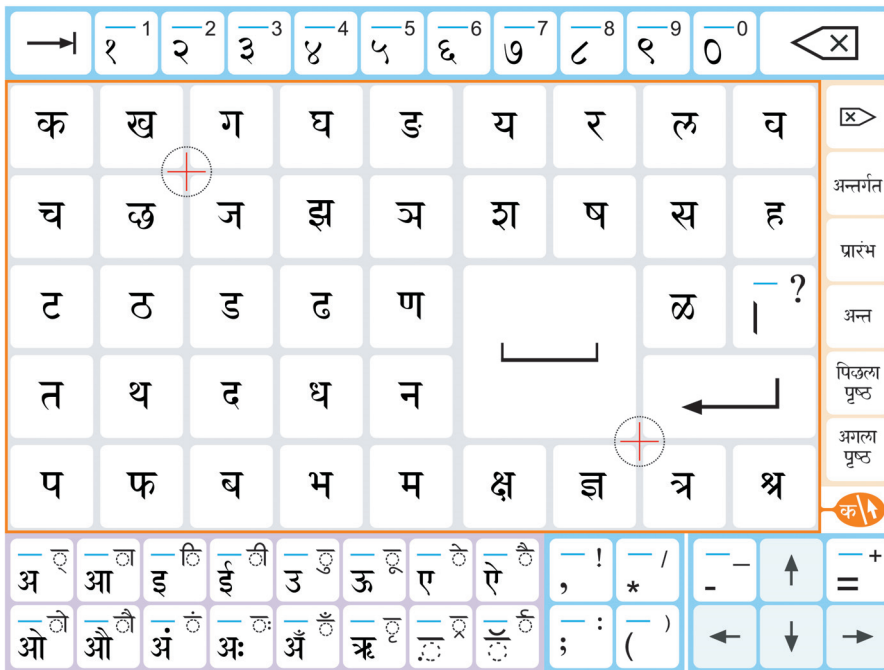 १ 1 २ 2 ३ 3 ४ 4 ५ 5 ६ 6 ७ 7 ८ 8 ९ 9 ० 0
क ख ग घ ङ य र ल व
च छ ज झ ञ श ष स ह
अन्तर्गत
प्रारंभ
ट ठ ड ढ ण ळ । ?
अन्त
त थ द ध न
पिछला
पृष्ठ
अगला
पृष्ठ
प फ ब भ म क्ष ज्ञ त्र श्र
क
अ ् आ ा इ ि ई ी उ ु ऊ ू ए े ऐ ै , ! * / - _ = +
ओ ो औ ौ अं ं अः ः अँ ँ ऋ ृ ़ ्र ॅ र्‍ ; : ( )